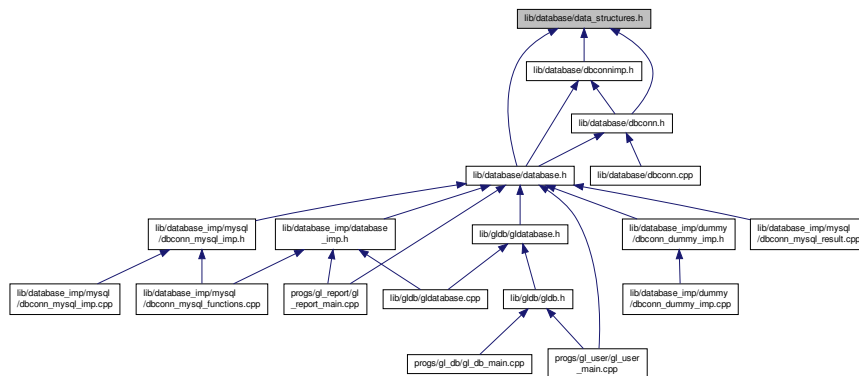 lib/database/data_structures.h
lib/database/dbconnimp.h
lib/database/dbconn.h
lib/database/database.h
lib/database/dbconn.cpp
lib/database_imp/mysql
/dbconn_mysql_imp.h
lib/database_imp/database
_imp.h
lib/gldb/gldatabase.h
lib/database_imp/dummy
/dbconn_dummy_imp.h
lib/database_imp/mysql
/dbconn_mysql_result.cpp
lib/database_imp/mysql
/dbconn_mysql_imp.cpp
lib/database_imp/mysql
/dbconn_mysql_functions.cpp
progs/gl_report/gl
_report_main.cpp
lib/gldb/gldatabase.cpp
lib/gldb/gldb.h
lib/database_imp/dummy
/dbconn_dummy_imp.cpp
progs/gl_db/gl_db_main.cpp
progs/gl_user/gl_user
_main.cpp